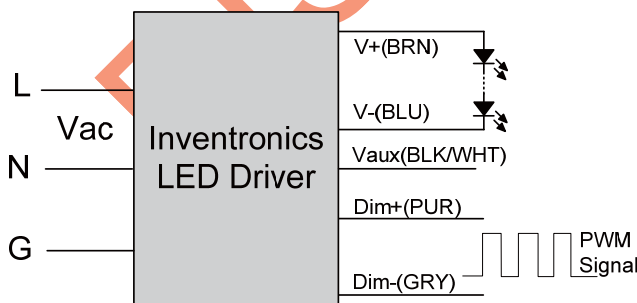 V+(BRN)
L
Vac
Inventronics
LED Driver
V-(BLU)
N
Vaux(BLK/WHT)
Dim+(PUR)
G
PWM
Signal
Dim-(GRY)